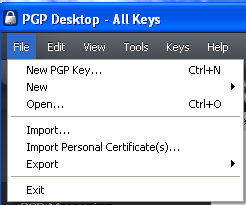 PGP Desktop - All Keys
File Edit View Tools Keys Help
New PGP Key... Ctrl+N
New
Open... Ctrl+O
Import...
Import Personal Certificate(s)...
Export
Exit